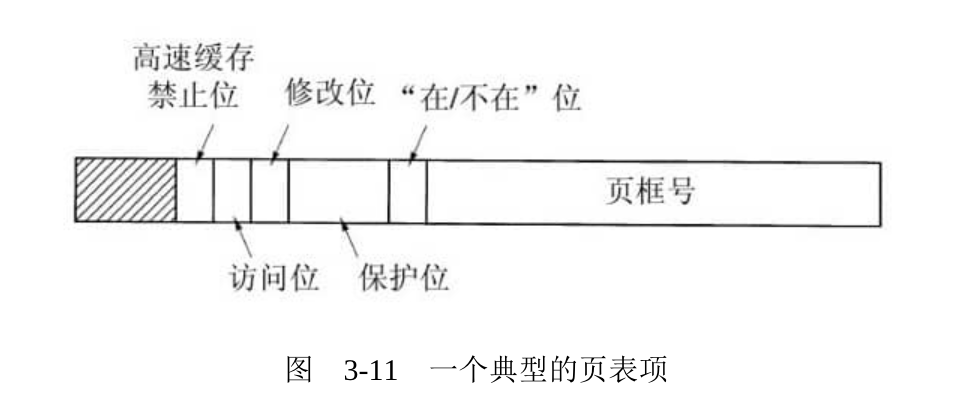 高速缓存
禁止位
修改位
“在/不在”位
页框号
访问位
保护位
图 3-11 一个典型的页表项